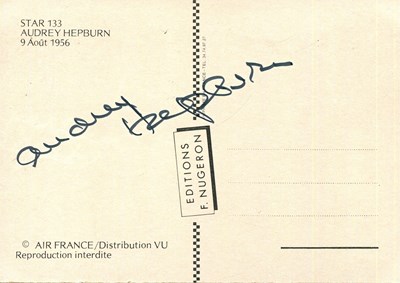 STAR 133
AUDREY HEPBURN
9 Août 1956
Audrey Hepburn
EDITIONS
F. NUGERON
© AIR FRANCE/Distribution VU
Reproduction interdite